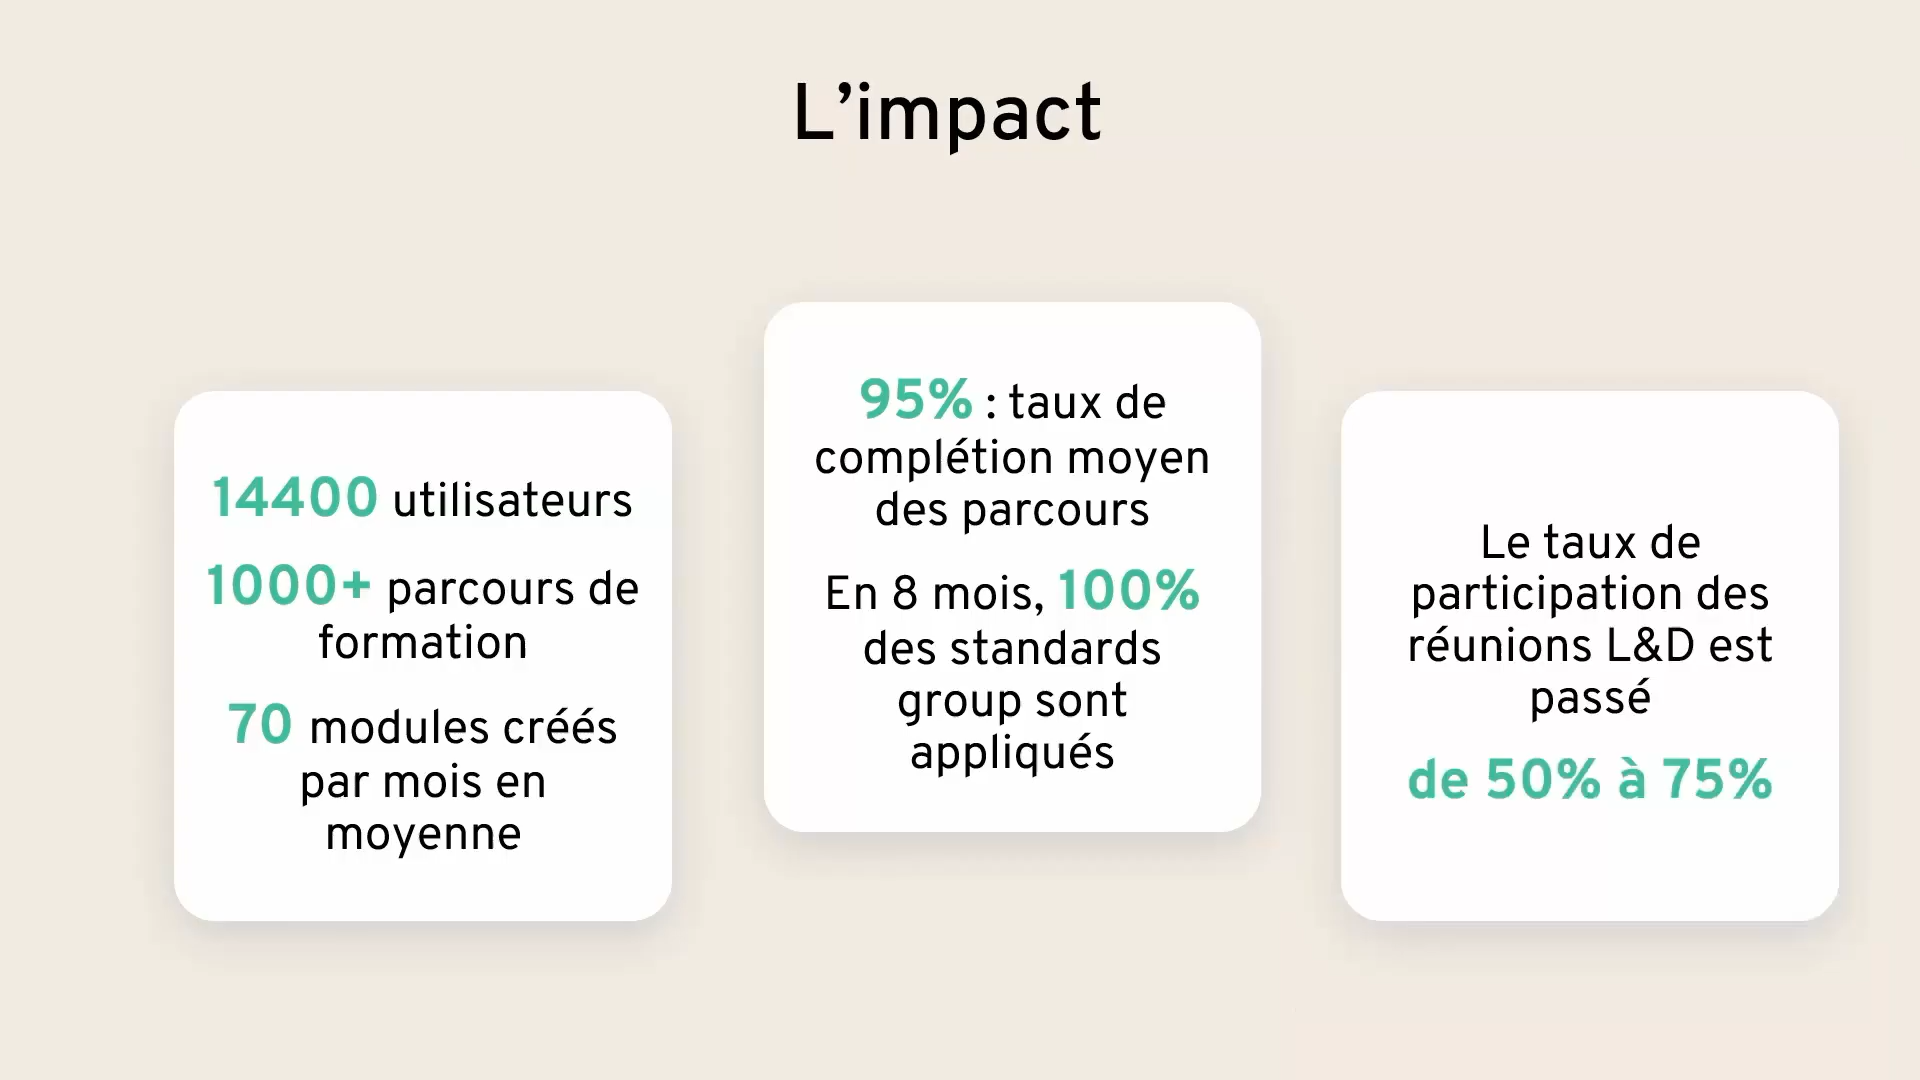 L’impact
14400 utilisateurs
1000+ parcours de
formation
70 modules créés
par mois en
moyenne
95% : taux de
complétion moyen
des parcours
En 8 mois, 100%
des standards
group sont
appliqués
Le taux de
participation des
réunions L&D est
passé
de 50% à 75%